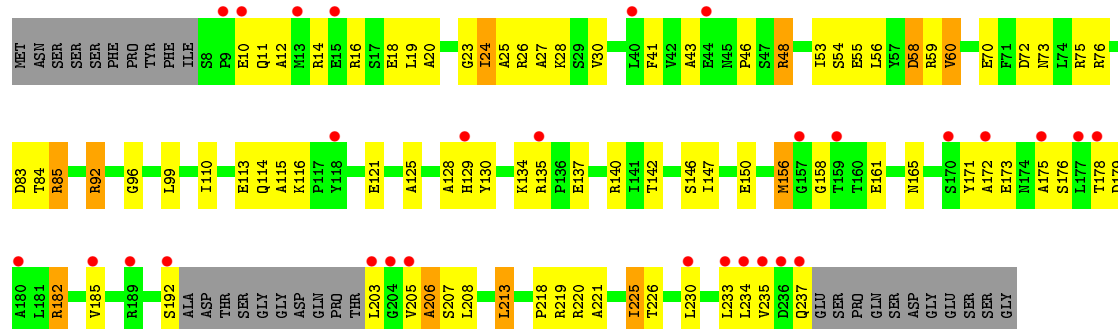 MET ASN SER SER SER PHE PRO TYR PHE ILE S8 P9 E10 Q11 A12 M13 R14 E15 R16 S17 E18 L19 A20 G23 I24 A25 R26 A27 K28 S29 V30 L40 F41 V42 A43 E44 N45 P46 S47 R48 I53 S54 E55 L56 Y57 D58 R59 V60 E70 F71 D72 N73 L74 R75 R76
D83 T84 R85 R92 G96 L99 I110 E113 Q114 A115 K116 P117 Y118 E121 A125 A128 H129 Y130 K134 R135 P136 E137 R140 I141 T142 S146 I147 E150 M156 G157 G158 T159 T160 E161 N165 S170 Y171 A172 E173 N174 A175 S176 L177 T178 D179
A180 L181 R182 V185 R189 S192 ALA ASP THR SER GLY GLY ASP GLN PRO THR L203 G204 V205 A206 S207 L208 L213 P218 R219 R220 A221 I225 T226 L230 L233 L234 V235 D236 Q237 GLU SER PRO GLN SER ASP GLY GLU SER SER GLY